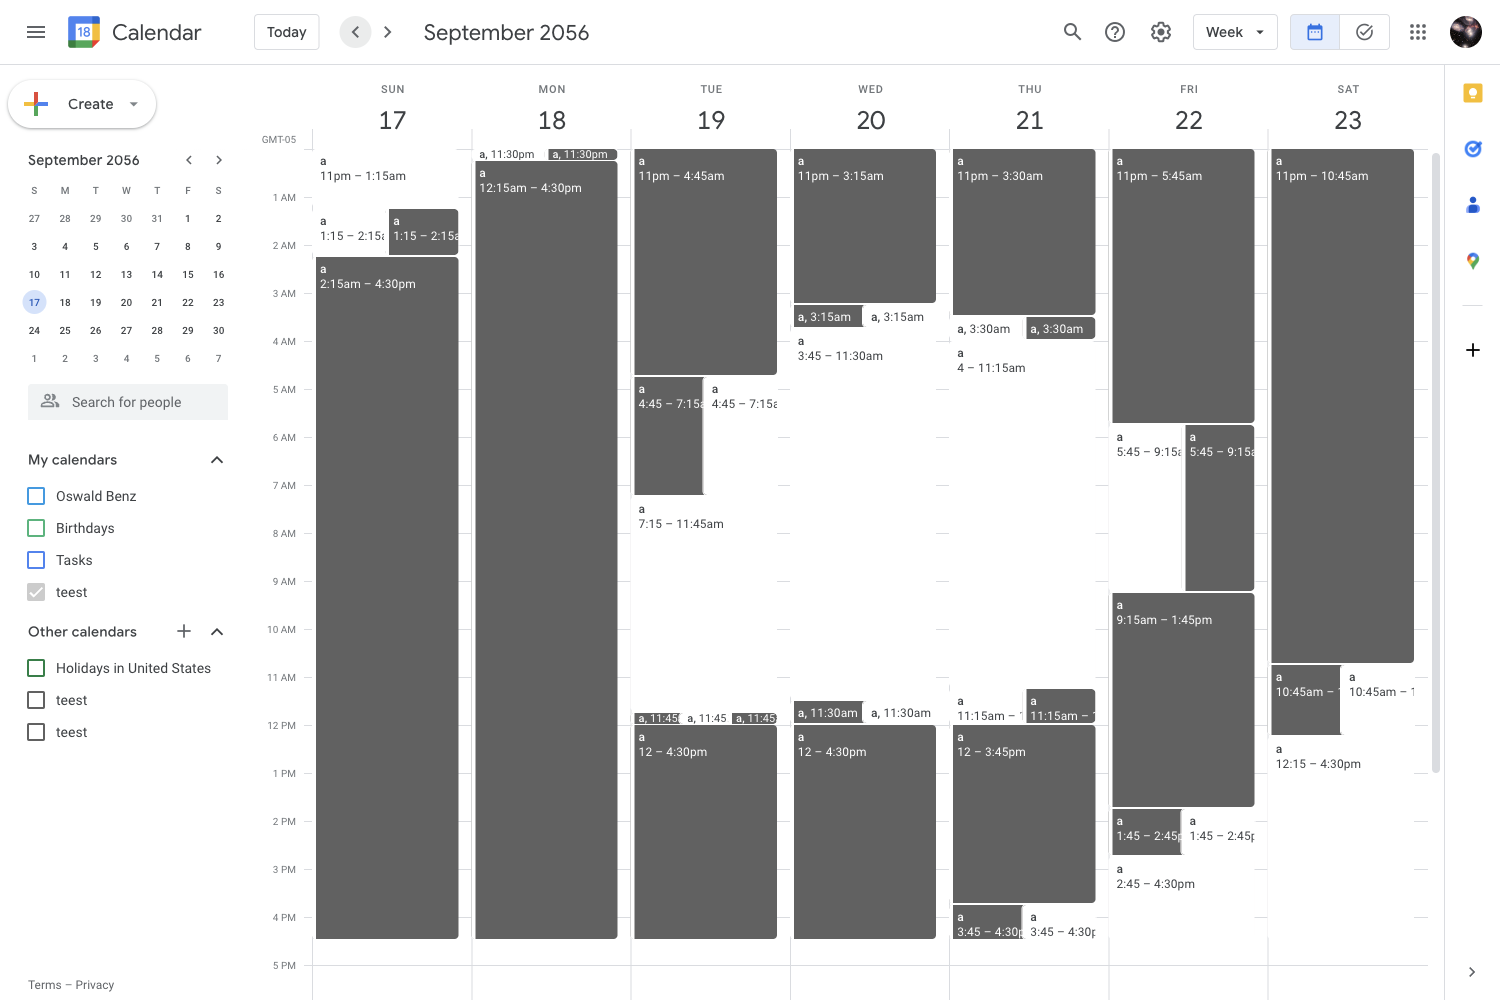 18 Calendar Today September 2056 Week
Create
September 2056
S M T W T F S
27 28 29 30 31 1 2
3 4 5 6 7 8 9
10 11 12 13 14 15 16
17 18 19 20 21 22 23
24 25 26 27 28 29 30
1 2 3 4 5 6 7
Search for people
My calendars
Oswald Benz
Birthdays
Tasks
teest
Other calendars
Holidays in United States
teest
teest
Terms – Privacy
GMT-05
1 AM
2 AM
3 AM
4 AM
5 AM
6 AM
7 AM
8 AM
9 AM
10 AM
11 AM
12 PM
1 PM
2 PM
3 PM
4 PM
5 PM
SUN
17
a
11pm – 1:15am
a
1:15 – 2:15a
a
1:15 – 2:15a
a
2:15am – 4:30pm
MON
18
a, 11:30pm
a, 11:30pm
a
12:15am – 4:30pm
TUE
19
a
11pm – 4:45am
a
4:45 – 7:15a
a
4:45 – 7:15a
a
7:15 – 11:45am
a, 11:45
a, 11:45
a, 11:45
a
12 – 4:30pm
WED
20
a
11pm – 3:15am
a, 3:15am
a, 3:15am
a
3:45 – 11:30am
a, 11:30am
a, 11:30am
a
12 – 4:30pm
THU
21
a
11pm – 3:30am
a, 3:30am
a, 3:30am
a
4 – 11:15am
a
11:15am –
a
11:15am –
a
12 – 3:45pm
a
3:45 – 4:30p
a
3:45 – 4:30p
FRI
22
a
11pm – 5:45am
a
5:45 – 9:15a
a
5:45 – 9:15a
a
9:15am – 1:45pm
a
1:45 – 2:45p
a
1:45 – 2:45p
a
2:45 – 4:30pm
SAT
23
a
11pm – 10:45am
a
10:45am –
a
10:45am – 1
a
12:15 – 4:30pm